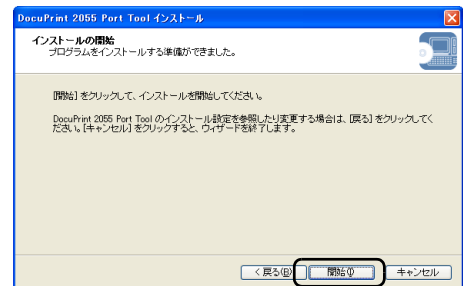 DocuPrint 2055 Port Tool インストール
インストールの開始
プログラムをインストールする準備ができました。
[開始] をクリックして、インストールを開始してください。
DocuPrint 2055 Port Tool のインストール設定を参照したり変更する場合は、[戻る] をクリックしてく
ださい。[キャンセル] をクリックすると、ウィザードを終了します。
< 戻る(B)
開始(I)
キャンセル